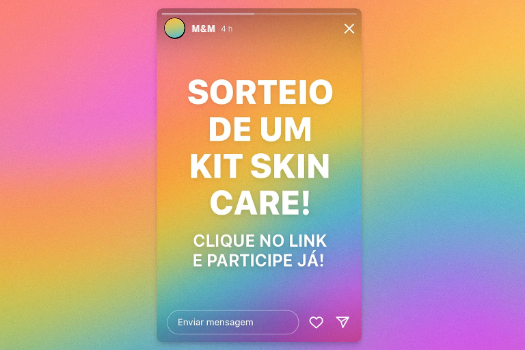 M&M 4 h
SORTEIO
DE UM
KIT SKIN
CARE!
CLIQUE NO LINK
E PARTICIPE JÁ!
Enviar mensagem